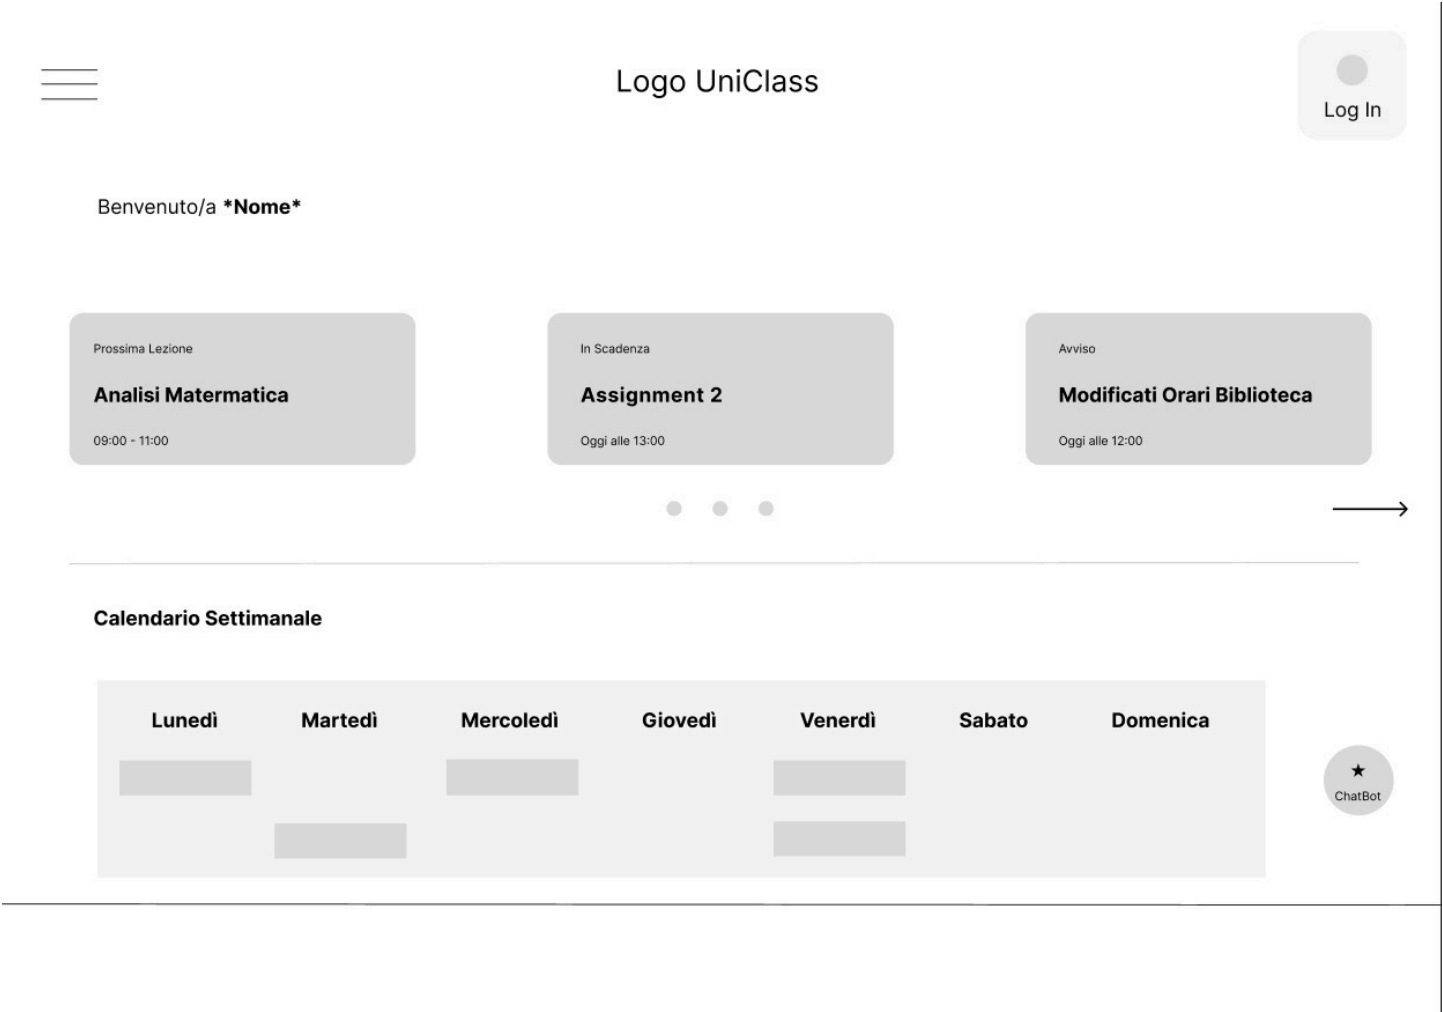 Logo UniClass
Log In
Benvenuto/a *Nome*
Prossima Lezione
Analisi Matermatica
09:00 - 11:00
In Scadenza
Assignment 2
Oggi alle 13:00
Avviso
Modificati Orari Biblioteca
Oggi alle 12:00
Calendario Settimanale
Lunedì Martedì Mercoledì Giovedì Venerdì Sabato Domenica
ChatBot